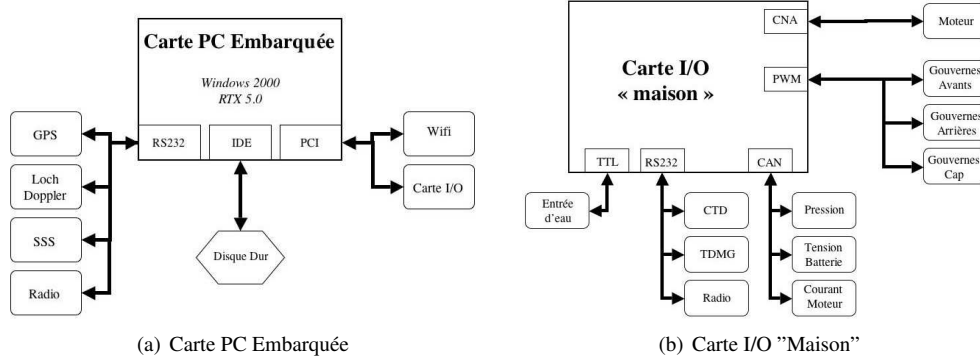 Carte PC Embarquée
Windows 2000
RTX 5.0
RS232
IDE
PCI
GPS
Loch
Doppler
SSS
Radio
Wifi
Carte I/O
Disque Dur
(a) Carte PC Embarquée
Carte I/O
« maison »
CNA
PWM
TTL
RS232
CAN
Moteur
Gouvernes
Avants
Gouvernes
Arrières
Gouvernes
Cap
Entrée
d'eau
CTD
TDMG
Radio
Pression
Tension
Batterie
Courant
Moteur
(b) Carte I/O ”Maison”